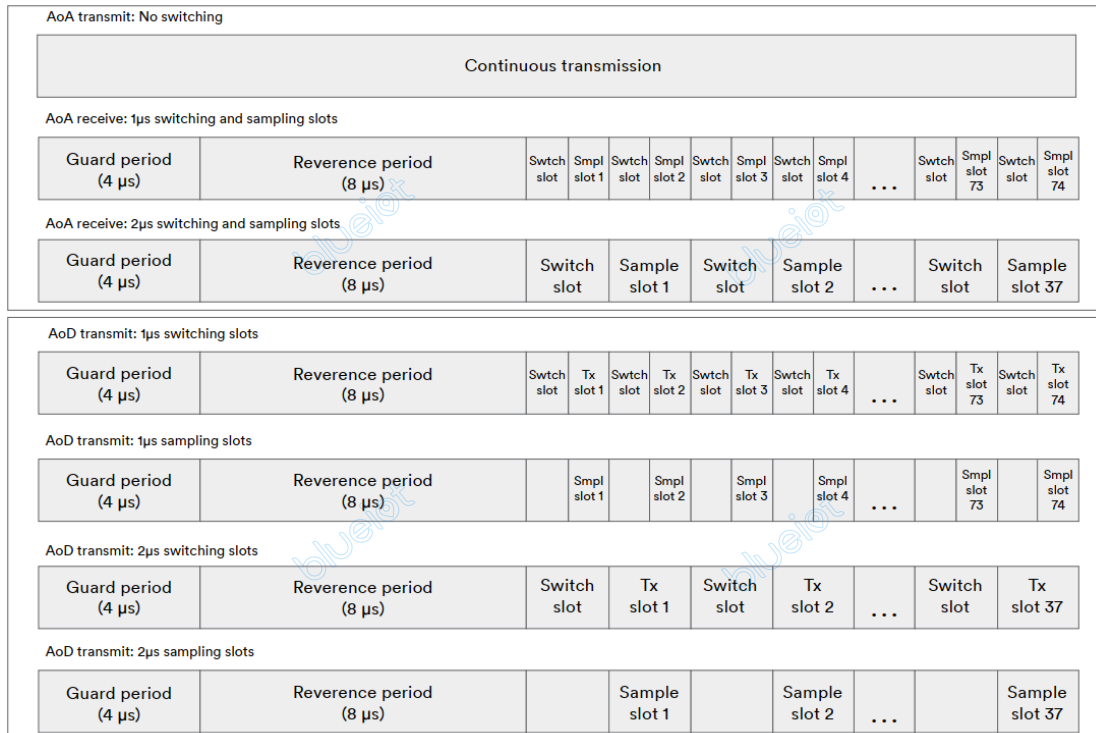 AoA transmit: No switching
Continuous transmission
AoA receive: 1µs switching and sampling slots
Guard period
(4 µs)
Reverence period
(8 µs)
Swtch
slot
Smpl
slot 1
Swtch
slot
Smpl
slot 2
Swtch
slot
Smpl
slot 3
Swtch
slot
Smpl
slot 4
...
Swtch
slot
Smpl
slot
73
Swtch
slot
Smpl
slot
74
AoA receive: 2µs switching and sampling slots
Guard period
(4 µs)
Reverence period
(8 µs)
Switch
slot
Sample
slot 1
Switch
slot
Sample
slot 2
...
Switch
slot
Sample
slot 37
blueiot
blueiot
AoD transmit: 1µs switching slots
Guard period
(4 µs)
Reverence period
(8 µs)
Swtch
slot
Tx
slot 1
Swtch
slot
Tx
slot 2
Swtch
slot
Tx
slot 3
Swtch
slot
Tx
slot 4
...
Swtch
slot
Tx
slot
73
Swtch
slot
Tx
slot
74
AoD transmit: 1µs sampling slots
Guard period
(4 µs)
Reverence period
(8 µs)
Smpl
slot 1
Smpl
slot 2
Smpl
slot 3
Smpl
slot 4
...
Smpl
slot
73
Smpl
slot
74
AoD transmit: 2µs switching slots
Guard period
(4 µs)
Reverence period
(8 µs)
Switch
slot
Tx
slot 1
Switch
slot
Tx
slot 2
...
Switch
slot
Tx
slot 37
blueiot
blueiot
AoD transmit: 2µs sampling slots
Guard period
(4 µs)
Reverence period
(8 µs)
Sample
slot 1
Sample
slot 2
...
Sample
slot 37